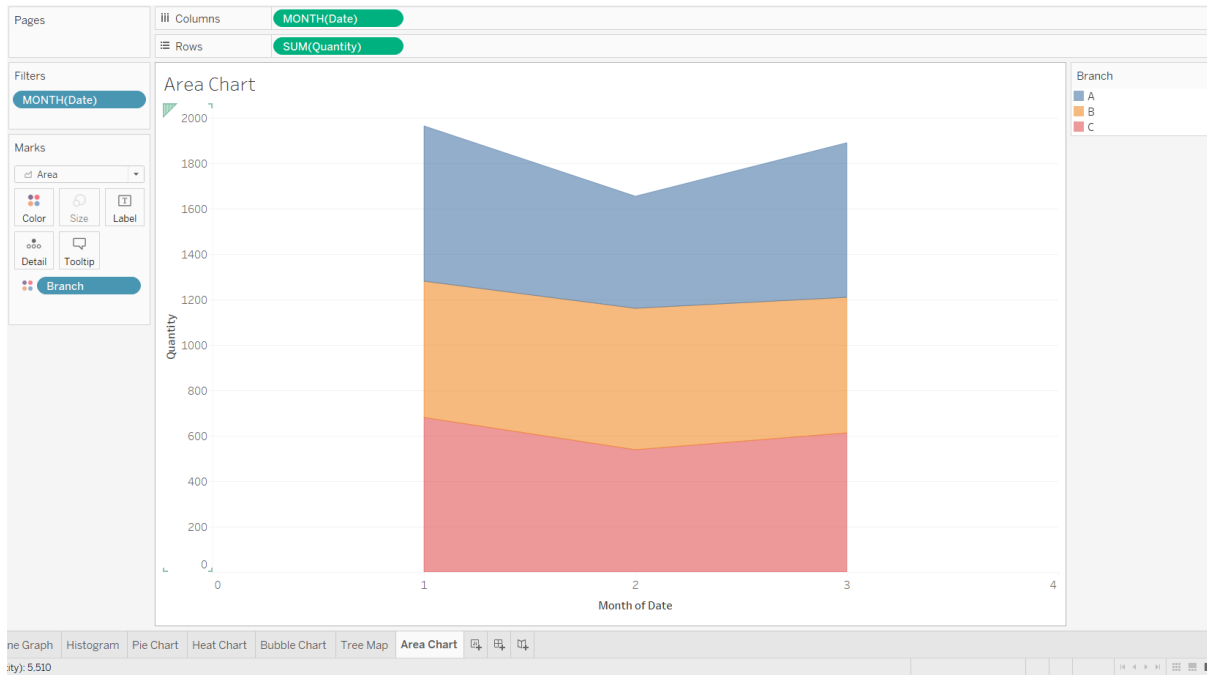 Pages
Columns
MONTH(Date)
Rows
SUM(Quantity)
Filters
MONTH(Date)
Marks
Area
Color
Size
Label
Detail
Tooltip
Branch
Area Chart
2000
1800
1600
1400
1200
1000
800
600
400
200
0
Quantity
0 1 2 3 4
Month of Date
Branch
A
B
C
ne Graph Histogram Pie Chart Heat Chart Bubble Chart Tree Map Area Chart
ity): 5,510